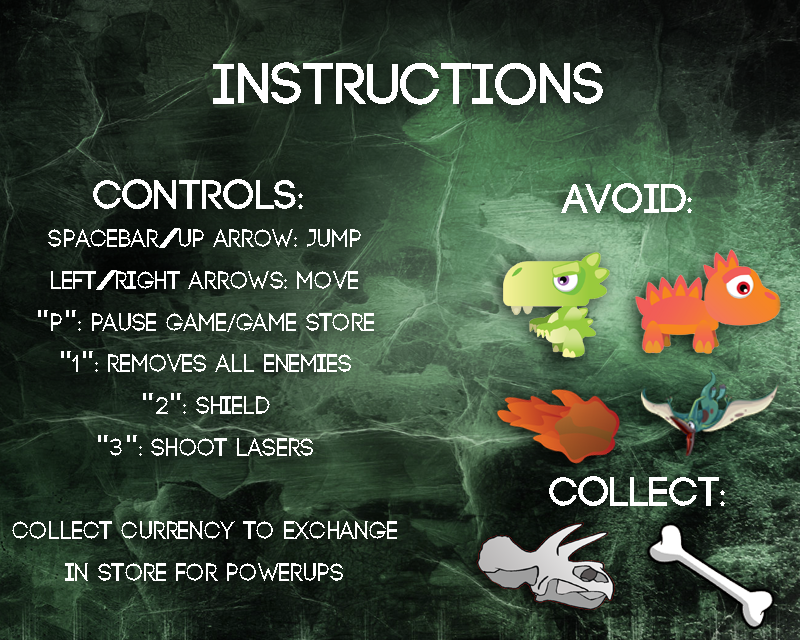 INSTRUCTIONS
CONTROLS:
SPACEBAR/UP ARROW: JUMP
LEFT/RIGHT ARROWS: MOVE
"P": PAUSE GAME/GAME STORE
"1": REMOVES ALL ENEMIES
"2": SHIELD
"3": SHOOT LASERS
COLLECT CURRENCY TO EXCHANGE
IN STORE FOR POWERUPS
AVOID:
COLLECT: